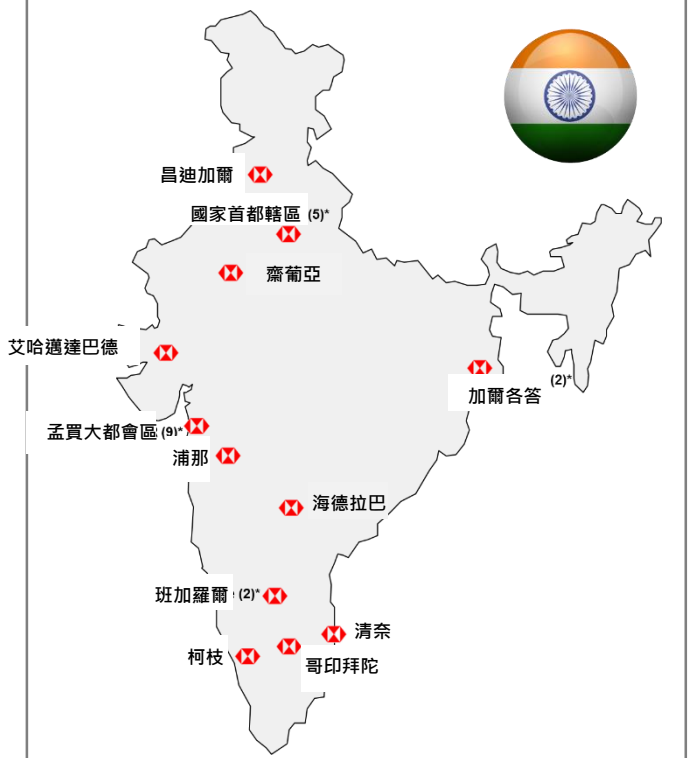 昌迪加爾
國家首都轄區 (5)*
齋葡亞
艾哈邁達巴德
(2)*
加爾各答
孟買大都會區 (9)*
浦那
海德拉巴
班加羅爾 (2)*
清奈
柯枝
哥印拜陀